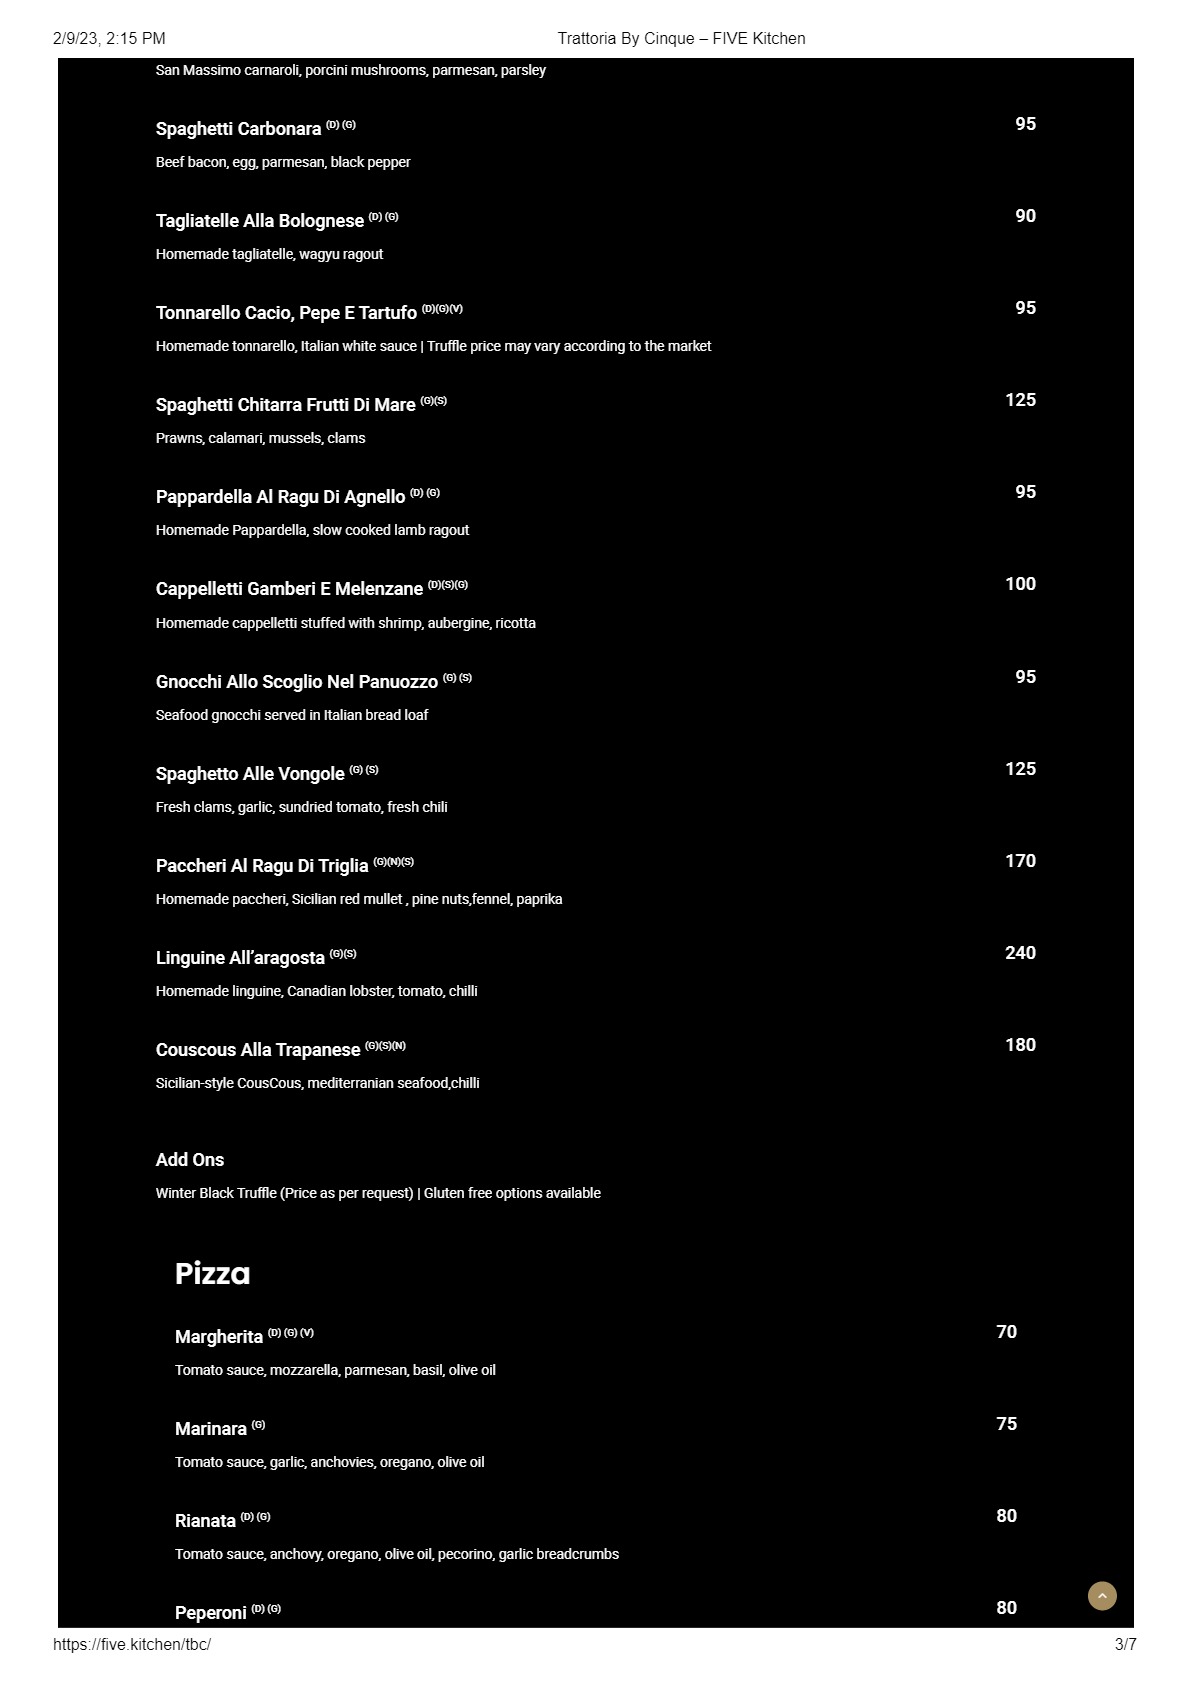 2/9/23, 2:15 PM Trattoria By Cinque – FIVE Kitchen
San Massimo carnaroli, porcini mushrooms, parmesan, parsley
Spaghetti Carbonara (D) (G) 95
Beef bacon, egg, parmesan, black pepper
Tagliatelle Alla Bolognese (D) (G) 90
Homemade tagliatelle, wagyu ragout
Tonnarello Cacio, Pepe E Tartufo (D)(G)(V) 95
Homemade tonnarello, Italian white sauce | Truffle price may vary according to the market
Spaghetti Chitarra Frutti Di Mare (G)(S) 125
Prawns, calamari, mussels, clams
Pappardella Al Ragu Di Agnello (D) (G) 95
Homemade Pappardella, slow cooked lamb ragout
Cappelletti Gamberi E Melenzane (D)(S)(G) 100
Homemade cappelletti stuffed with shrimp, aubergine, ricotta
Gnocchi Allo Scoglio Nel Panuozzo (G) (S) 95
Seafood gnocchi served in Italian bread loaf
Spaghetto Alle Vongole (G) (S) 125
Fresh clams, garlic, sundried tomato, fresh chili
Paccheri Al Ragu Di Triglia (G)(N)(S) 170
Homemade paccheri, Sicilian red mullet , pine nuts,fennel, paprika
Linguine All’aragosta (G)(S) 240
Homemade linguine, Canadian lobster, tomato, chilli
Couscous Alla Trapanese (G)(S)(N) 180
Sicilian-style CousCous, mediterranian seafood,chilli
Add Ons
Winter Black Truffle (Price as per request) | Gluten free options available
Pizza
Margherita (D) (G) (V) 70
Tomato sauce, mozzarella, parmesan, basil, olive oil
Marinara (G) 75
Tomato sauce, garlic, anchovies, oregano, olive oil
Rianata (D) (G) 80
Tomato sauce, anchovy, oregano, olive oil, pecorino, garlic breadcrumbs
Peperoni (D) (G) 80
https://five.kitchen/tbc/ 3/7